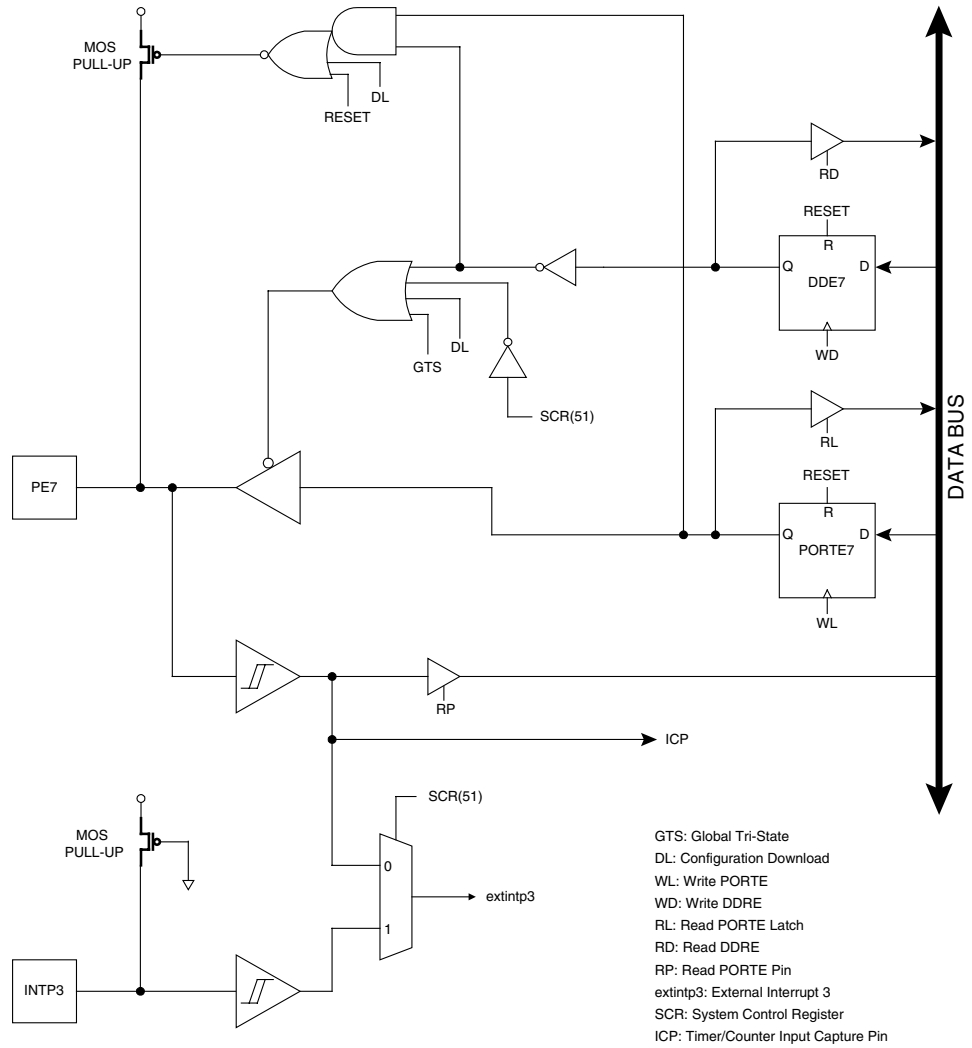 MOS
PULL-UP
DL
RESET
RD
RESET
R
Q
D
DDE7
WD
DL
GTS
SCR(51)
RL
RESET
R
Q
D
PORTE7
WL
PE7
DATA BUS
RP
ICP
SCR(51)
MOS
PULL-UP
0
1
extintp3
INTP3
GTS: Global Tri-State
DL: Configuration Download
WL: Write PORTE
WD: Write DDRE
RL: Read PORTE Latch
RD: Read DDRE
RP: Read PORTE Pin
extintp3: External Interrupt 3
SCR: System Control Register
ICP: Timer/Counter Input Capture Pin